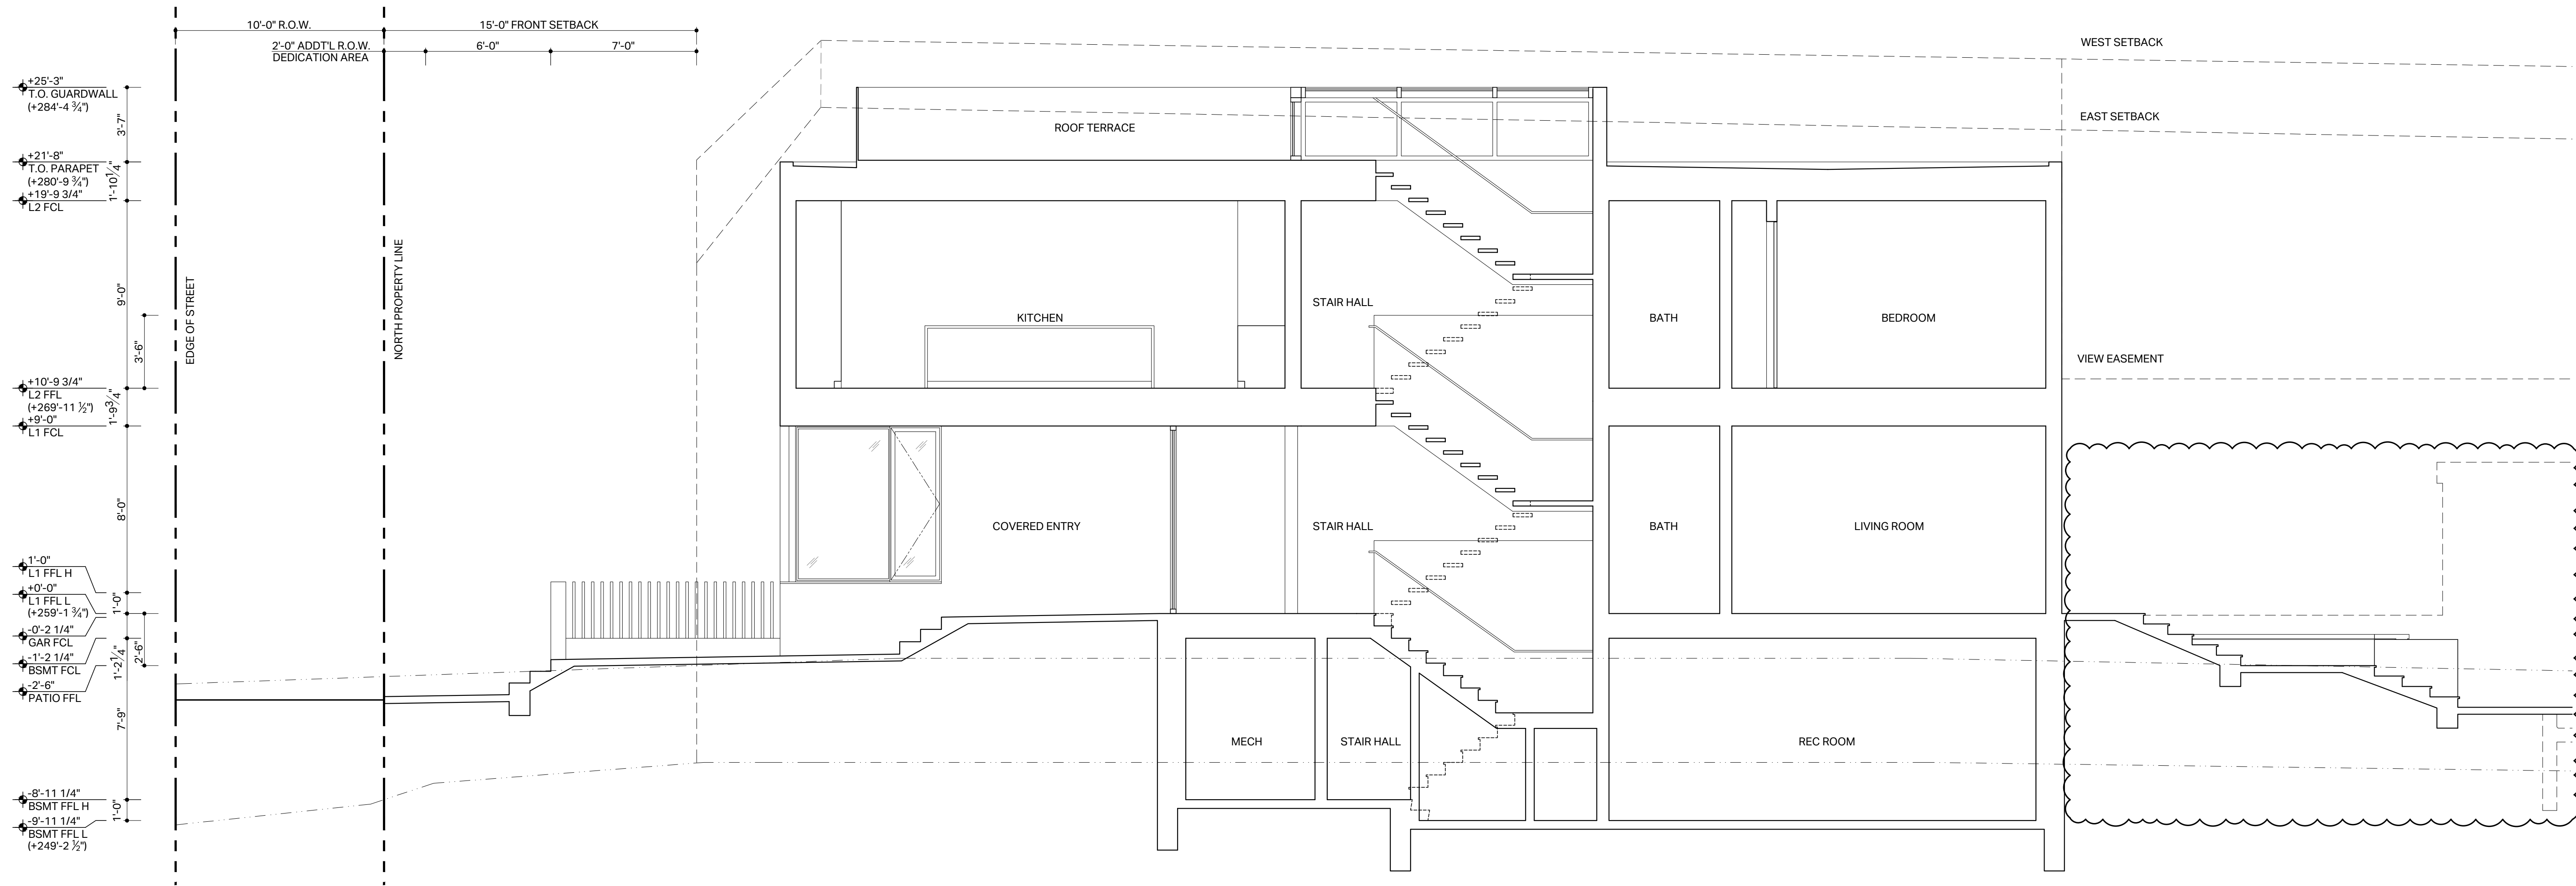 10'-0" R.O.W.
15'-0" FRONT SETBACK
2'-0" ADDT'L R.O.W.
DEDICATION AREA
6'-0"
7'-0"
WEST SETBACK
EAST SETBACK
VIEW EASEMENT
+25'-3"
T.O. GUARDWALL
(+284'-4 ¾")
3'-7"
+21'-8"
T.O. PARAPET
(+280'-9 ¾")
1'-10 1/4"
+19'-9 3/4"
L2 FCL
9'-0"
3'-6"
+10'-9 3/4"
L2 FFL
(+269'-11 ½")
1'-9 3/4"
+9'-0"
L1 FCL
8'-0"
1'-0"
L1 FFL H
+0'-0"
L1 FFL L
(+259'-1 ¾")
1'-0"
-0'-2 1/4"
GAR FCL
-1'-2 1/4"
BSMT FCL
1'-2 1/4"
2'-6"
-2'-6"
PATIO FFL
7'-9"
-8'-11 1/4"
BSMT FFL H
1'-0"
-9'-11 1/4"
BSMT FFL L
(+249'-2 ½")
EDGE OF STREET
NORTH PROPERTY LINE
ROOF TERRACE
KITCHEN
STAIR HALL
BATH
BEDROOM
COVERED ENTRY
STAIR HALL
BATH
LIVING ROOM
MECH
STAIR HALL
REC ROOM